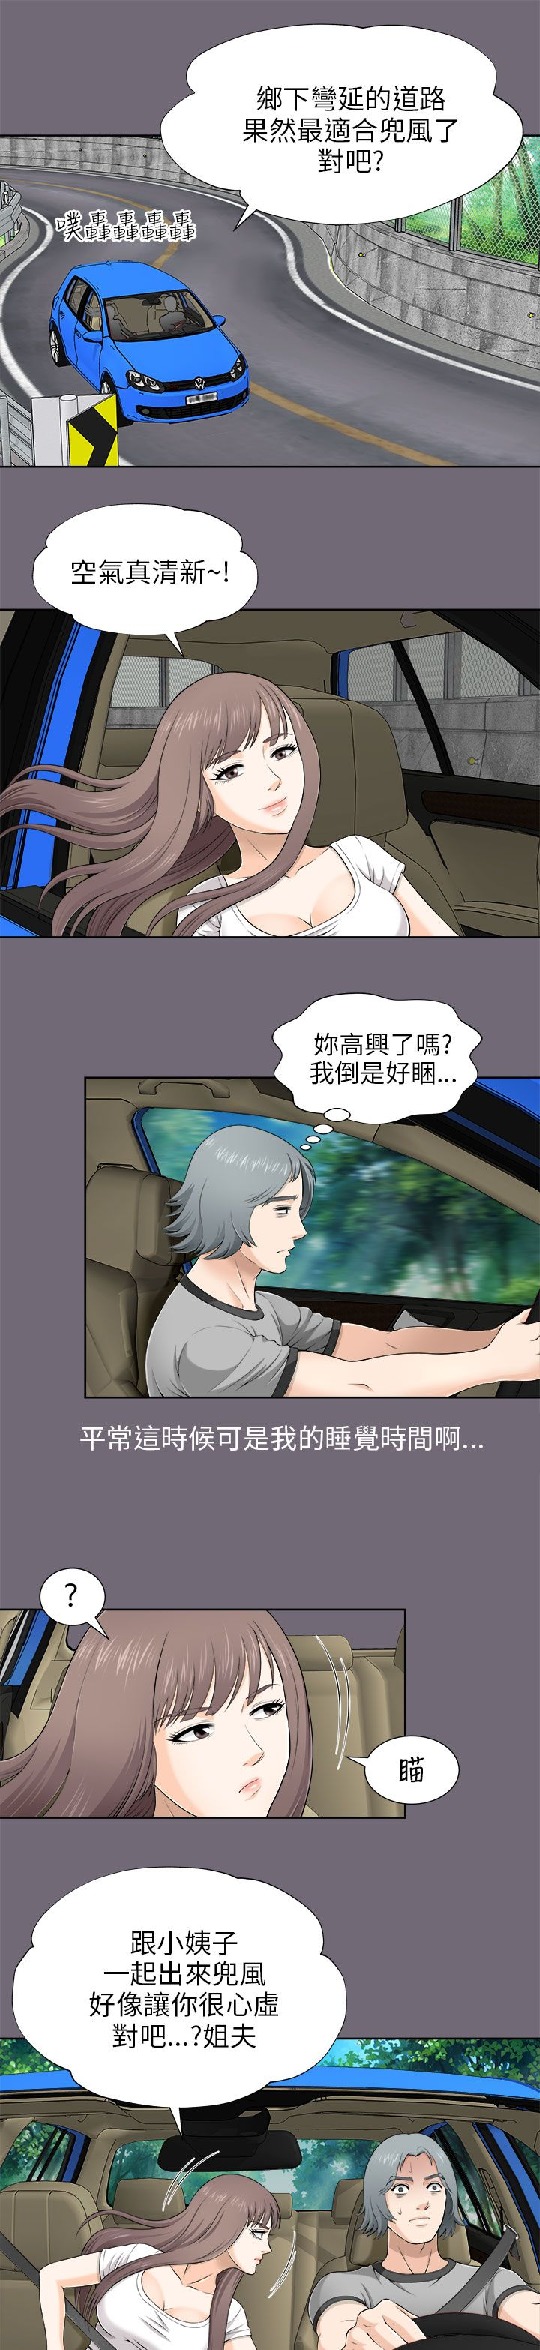 鄉下彎延的道路
果然最適合兜風了
對吧?
噗轟轟轟轟
空氣真清新~!
妳高興了嗎?
我倒是好睏...
平常這時候可是我的睡覺時間啊...
?
瞄
跟小姨子
一起出來兜風
好像讓你很心虛
對吧...?姐夫